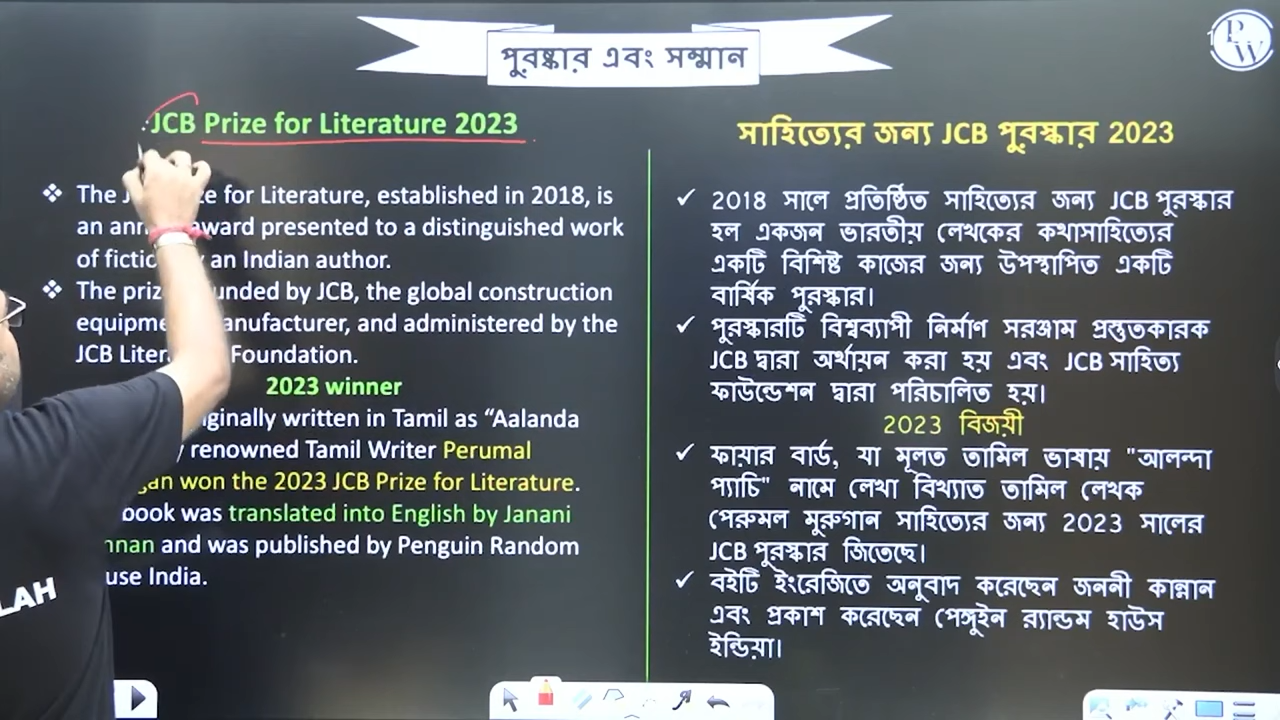 পুরষ্কার এবং সম্মান
PW
JCB Prize for Literature 2023
The J ze for Literature, established in 2018, is
an ann award presented to a distinguished work
of fictio an Indian author.
The priz unded by JCB, the global construction
equipme anufacturer, and administered by the
JCB Liter Foundation.
2023 winner
iginally written in Tamil as “Aalanda
y renowned Tamil Writer Perumal
gan won the 2023 JCB Prize for Literature.
book was translated into English by Janani
nnan and was published by Penguin Random
use India.
LAH
সাহিত্যের জন্য JCB পুরস্কার 2023
2018 সালে প্রতিষ্ঠিত সাহিত্যের জন্য JCB পুরস্কার
হল একজন ভারতীয় লেখকের কথাসাহিত্যের
একটি বিশিষ্ট কাজের জন্য উপস্থাপিত একটি
বার্ষিক পুরস্কার।
পুরস্কারটি বিশ্বব্যাপী নির্মাণ সরঞ্জাম প্রস্তুতকারক
JCB দ্বারা অর্থায়ন করা হয় এবং JCB সাহিত্য
ফাউন্ডেশন দ্বারা পরিচালিত হয়।
2023 বিজয়ী
ফায়ার বার্ড, যা মূলত তামিল ভাষায় "আলন্দা
প্যাচি" নামে লেখা বিখ্যাত তামিল লেখক
পেরুমল মুরুগান সাহিত্যের জন্য 2023 সালের
JCB পুরস্কার জিতেছে।
বইটি ইংরেজিতে অনুবাদ করেছেন জননী কান্নান
এবং প্রকাশ করেছেন পেঙ্গুইন র‍্যান্ডম হাউস
ইন্ডিয়া।